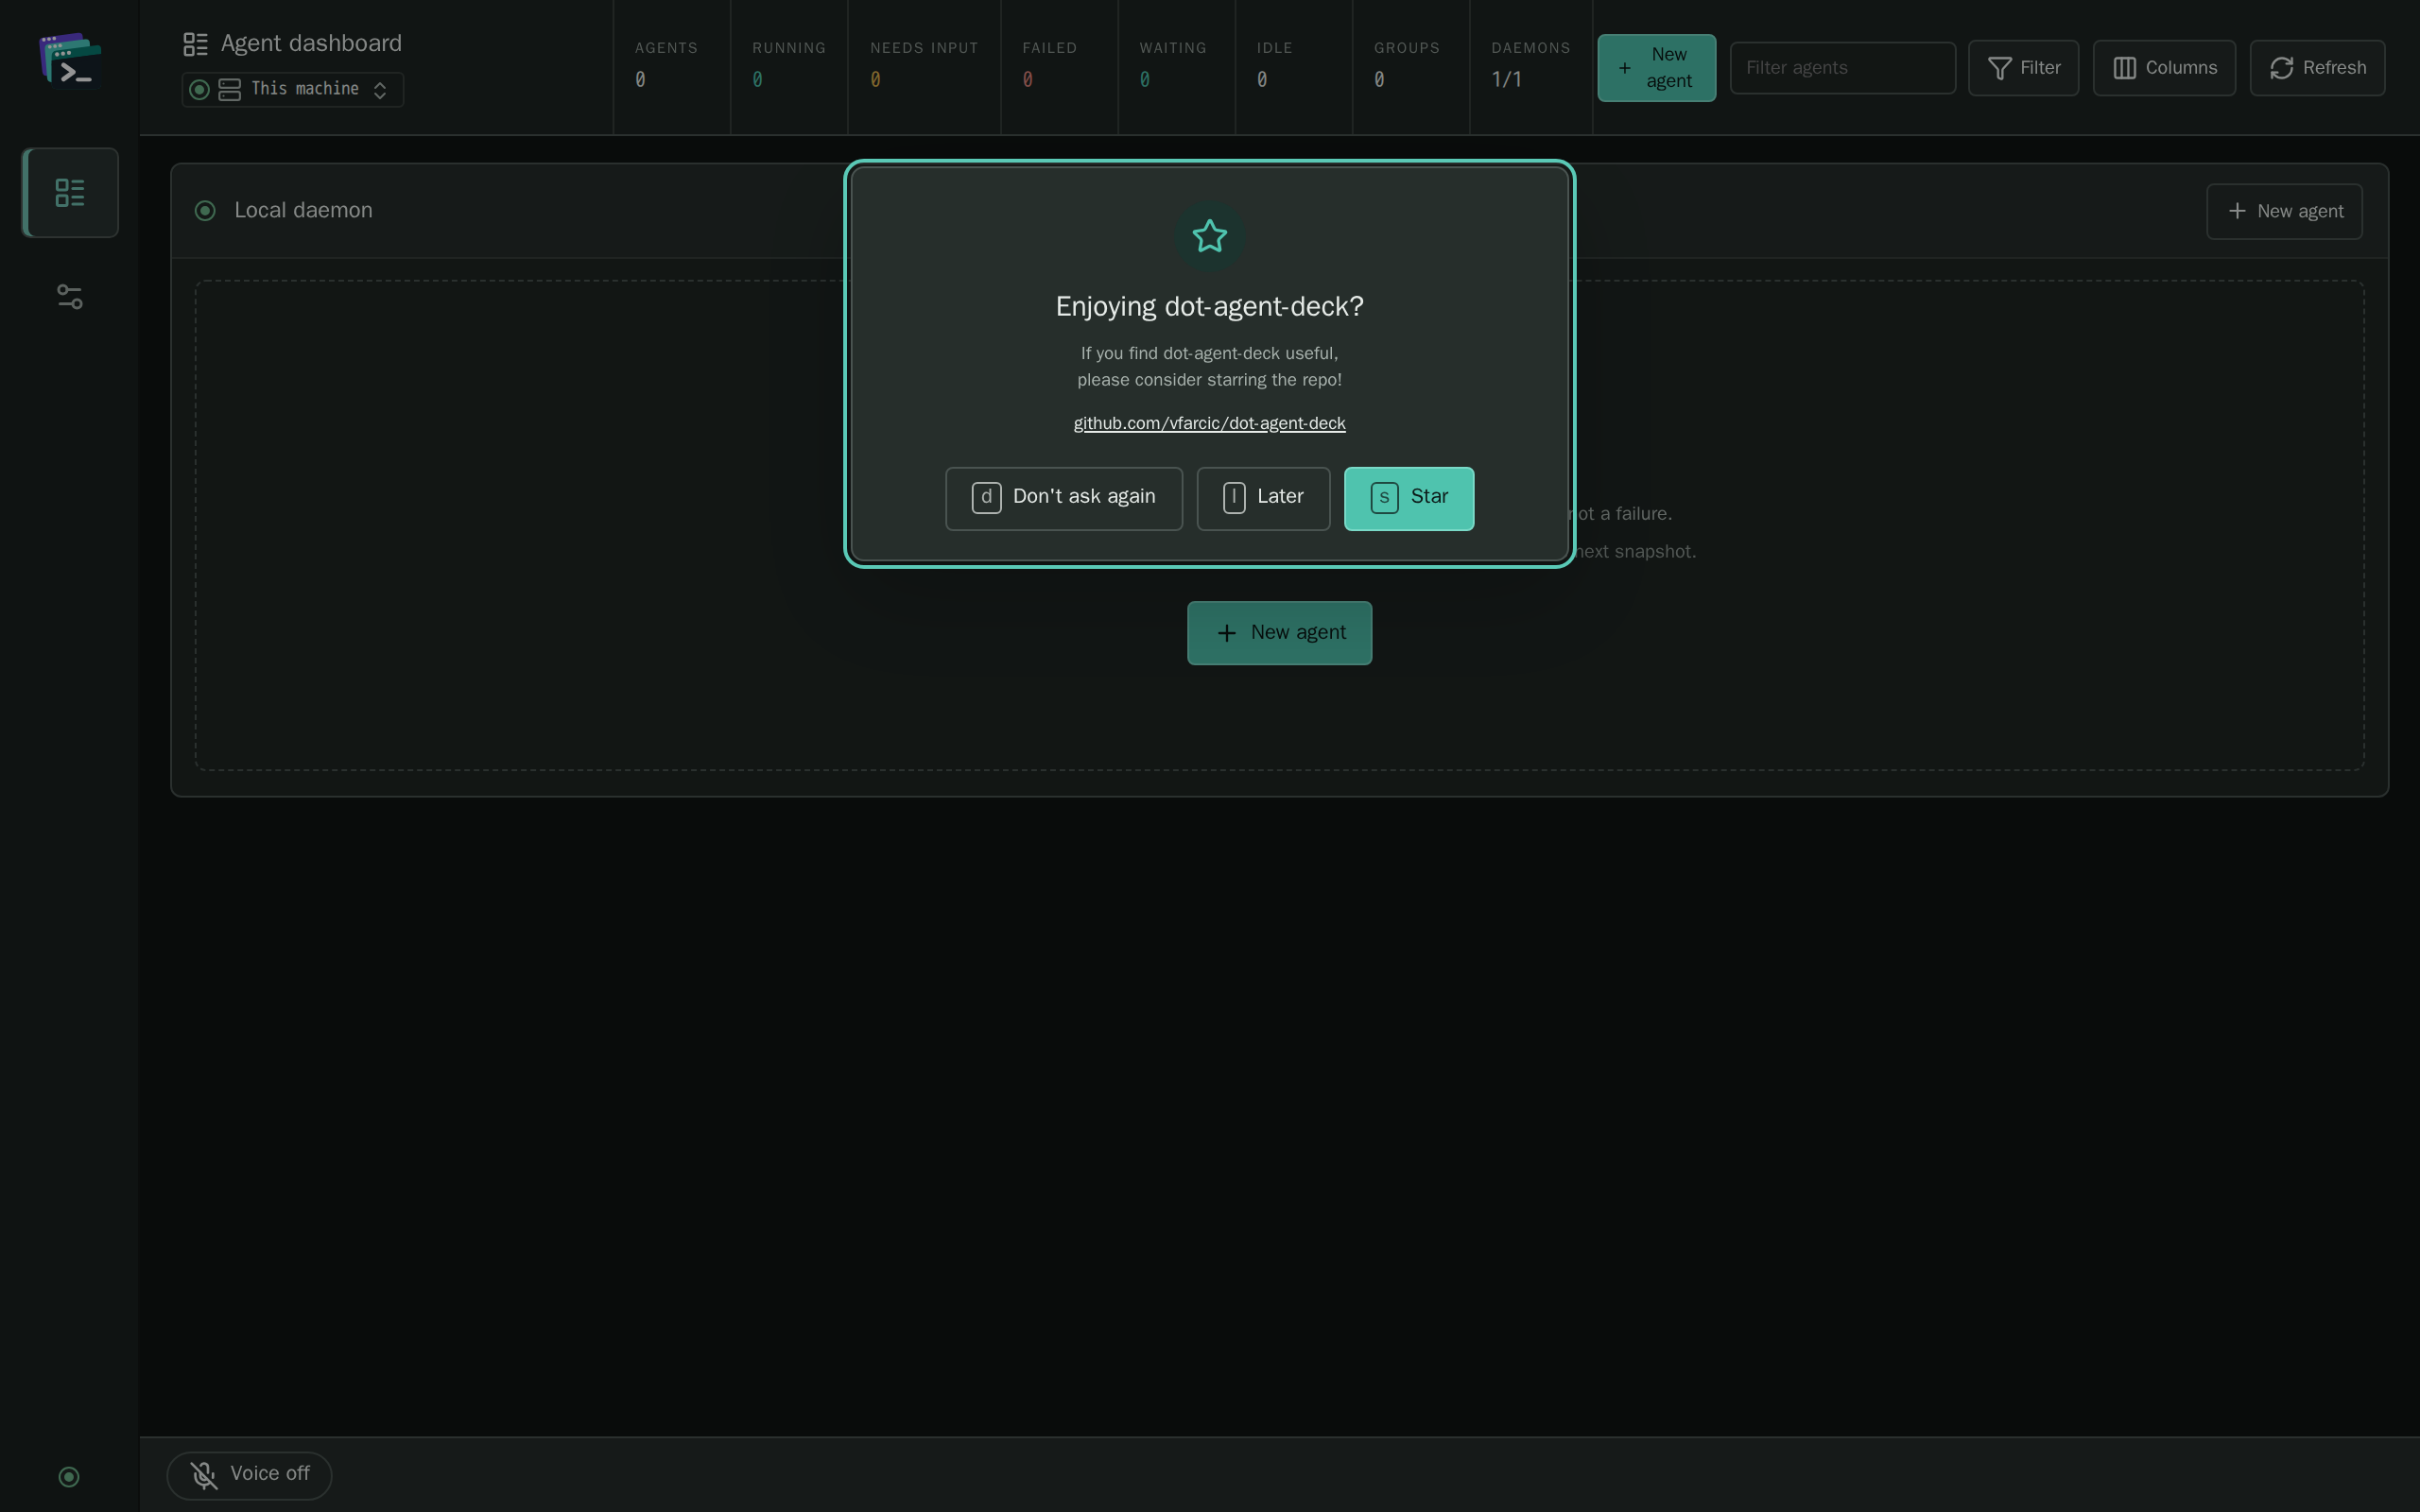 Agent dashboard
This machine
AGENTS
0
RUNNING
0
NEEDS INPUT
0
FAILED
0
WAITING
0
IDLE
0
GROUPS
0
DAEMONS
1/1
+ New agent
Filter agents
Filter
Columns
Refresh
Local daemon
+ New agent
Enjoying dot-agent-deck?
If you find dot-agent-deck useful,
please consider starring the repo!
github.com/vfarcic/dot-agent-deck
d Don't ask again
l Later
s Star
not a failure.
next snapshot.
+ New agent
Voice off